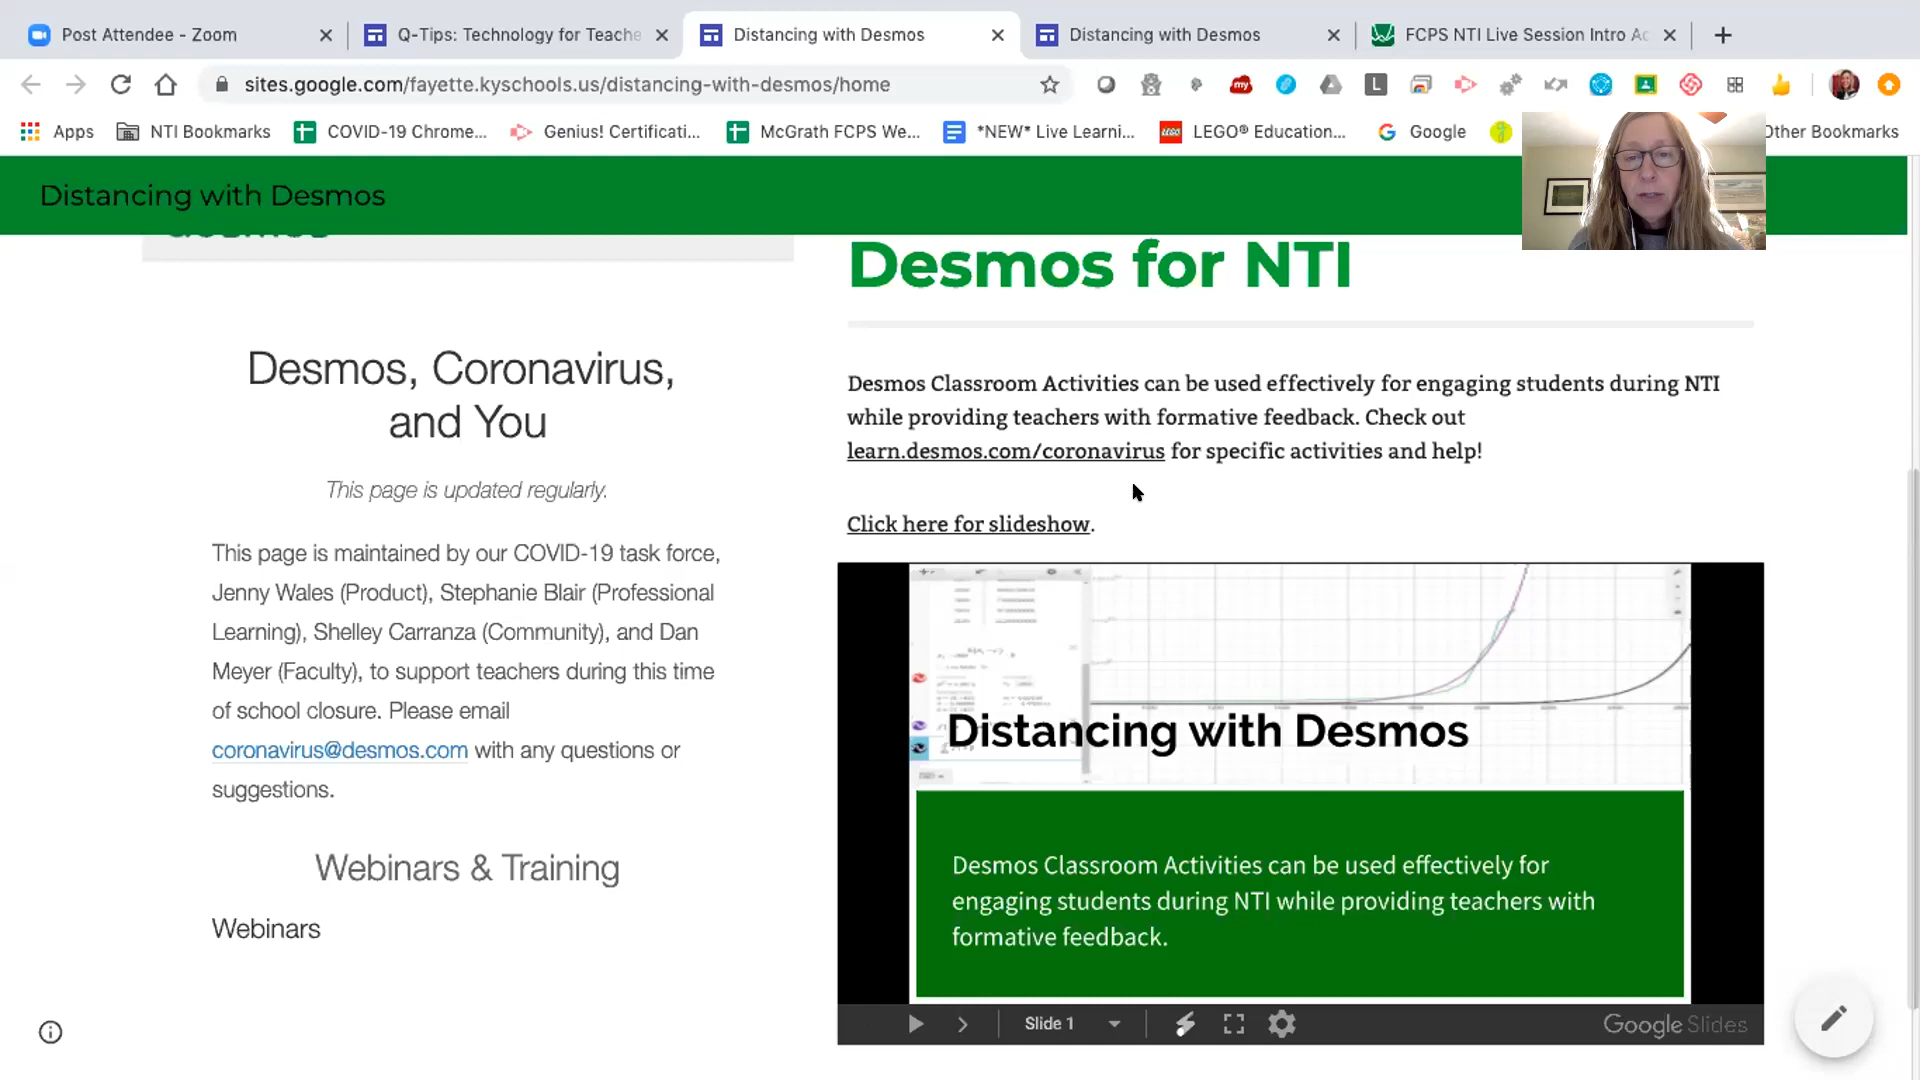 Post Attendee - Zoom
Q-Tips: Technology for Teache
Distancing with Desmos
Distancing with Desmos
FCPS NTI Live Session Intro Ac
sites.google.com/fayette.kyschools.us/distancing-with-desmos/home
Apps
NTI Bookmarks
COVID-19 Chrome...
Genius! Certificati...
McGrath FCPS We...
*NEW* Live Learni...
LEGO® Education...
Google
Other Bookmarks
Distancing with Desmos
Desmos, Coronavirus,
and You
This page is updated regularly.
This page is maintained by our COVID-19 task force,
Jenny Wales (Product), Stephanie Blair (Professional
Learning), Shelley Carranza (Community), and Dan
Meyer (Faculty), to support teachers during this time
of school closure. Please email
coronavirus@desmos.com with any questions or
suggestions.
Webinars & Training
Webinars
Desmos for NTI
Desmos Classroom Activities can be used effectively for engaging students during NTI
while providing teachers with formative feedback. Check out
learn.desmos.com/coronavirus for specific activities and help!
Click here for slideshow.
Distancing with Desmos
Desmos Classroom Activities can be used effectively for
engaging students during NTI while providing teachers with
formative feedback.
Slide 1
Google Slides